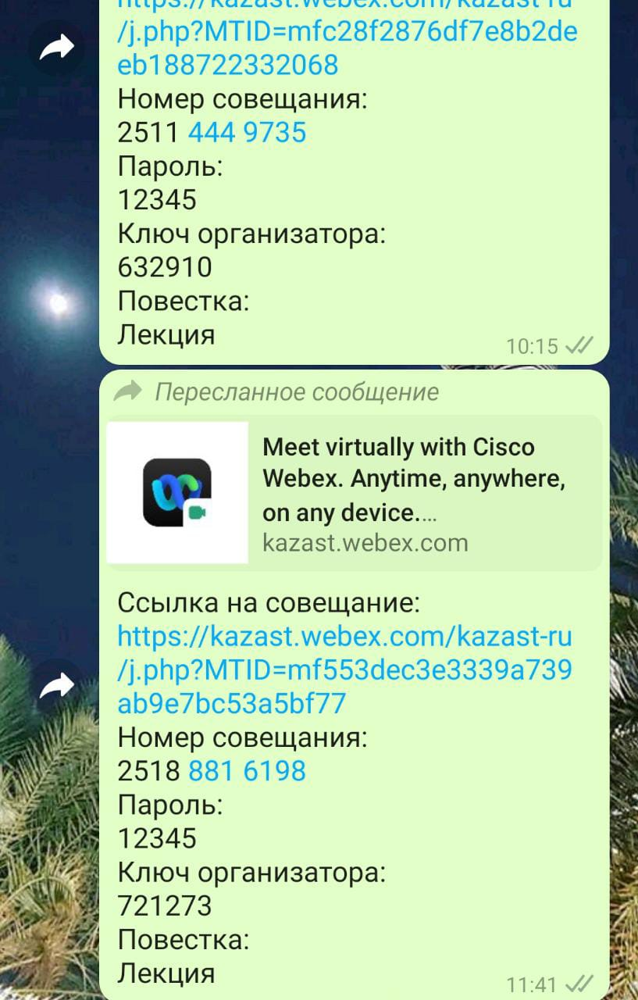 https://kazast.webex.com/kazast-ru
/j.php?MTID=mfc28f2876df7e8b2de
eb188722332068
Номер совещания:
2511 444 9735
Пароль:
12345
Ключ организатора:
632910
Повестка:
Лекция
10:15
Пересланное сообщение
Meet virtually with Cisco
Webex. Anytime, anywhere,
on any device....
kazast.webex.com
Ссылка на совещание:
https://kazast.webex.com/kazast-ru
/j.php?MTID=mf553dec3e3339a739
ab9e7bc53a5bf77
Номер совещания:
2518 881 6198
Пароль:
12345
Ключ организатора:
721273
Повестка:
Лекция
11:41